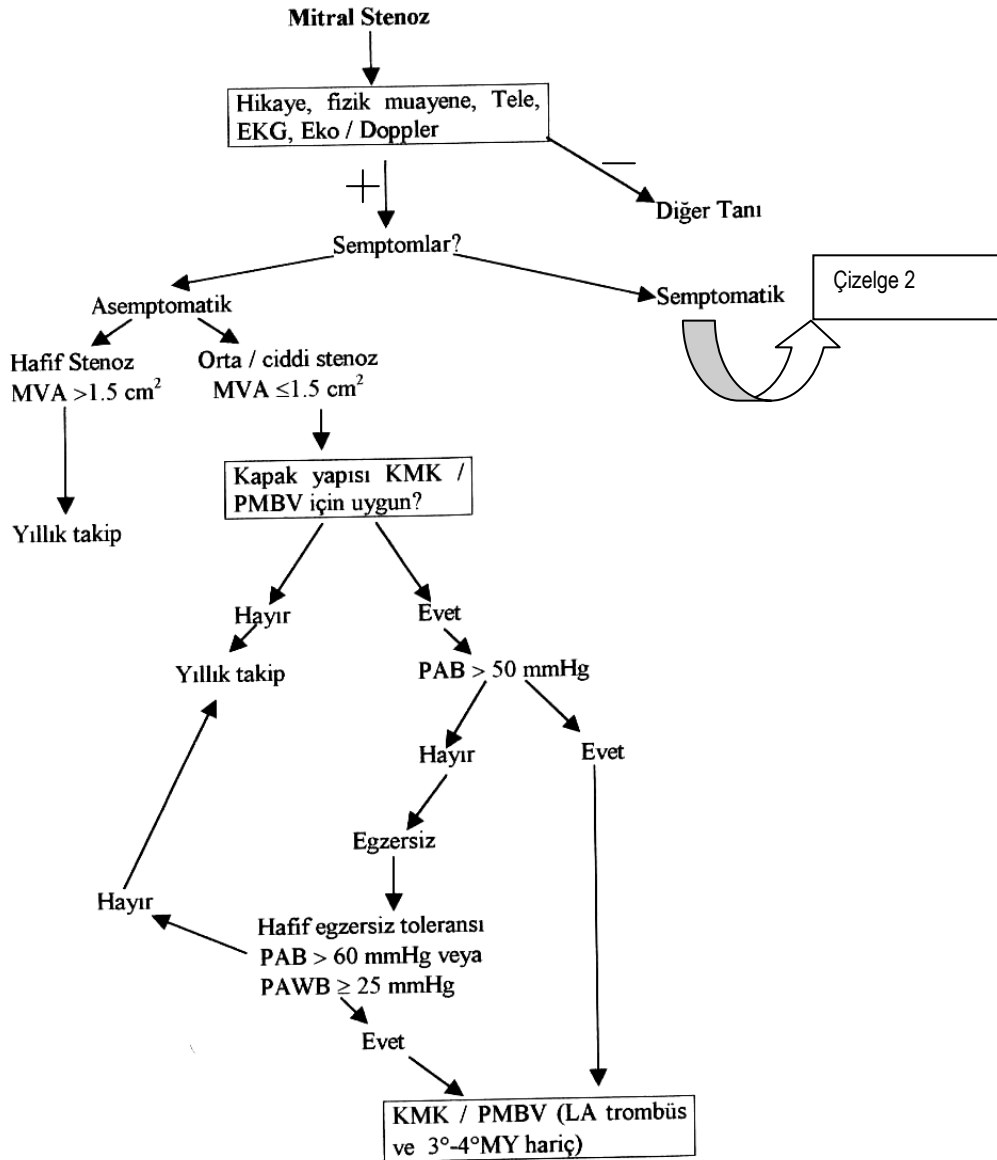 Mitral Stenoz
Hikaye, fizik muayene, Tele,
EKG, Eko / Doppler
+
—
Diğer Tanı
Semptomlar?
Asemptomatik
Semptomatik
Çizelge 2
Hafif Stenoz
MVA >1.5 cm²
Orta / ciddi stenoz
MVA ≤1.5 cm²
Kapak yapısı KMK /
PMBV için uygun?
Yıllık takip
Hayır
Evet
Yıllık takip
PAB > 50 mmHg
Hayır
Evet
Egzersiz
Hayır
Hafif egzersiz toleransı
PAB > 60 mmHg veya
PAWB ≥ 25 mmHg
Evet
KMK / PMBV (LA trombüs
ve 3°-4°MY hariç)